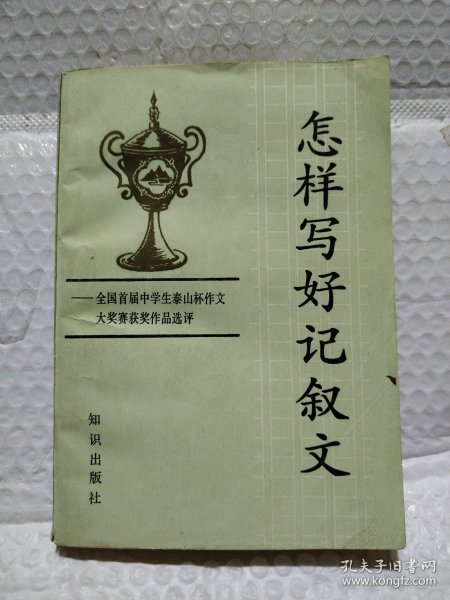 怎样写好记叙文
——全国首届中学生泰山杯作文
大奖赛获奖作品选评
知识出版社
孔夫子旧书网
www.kongfz.com